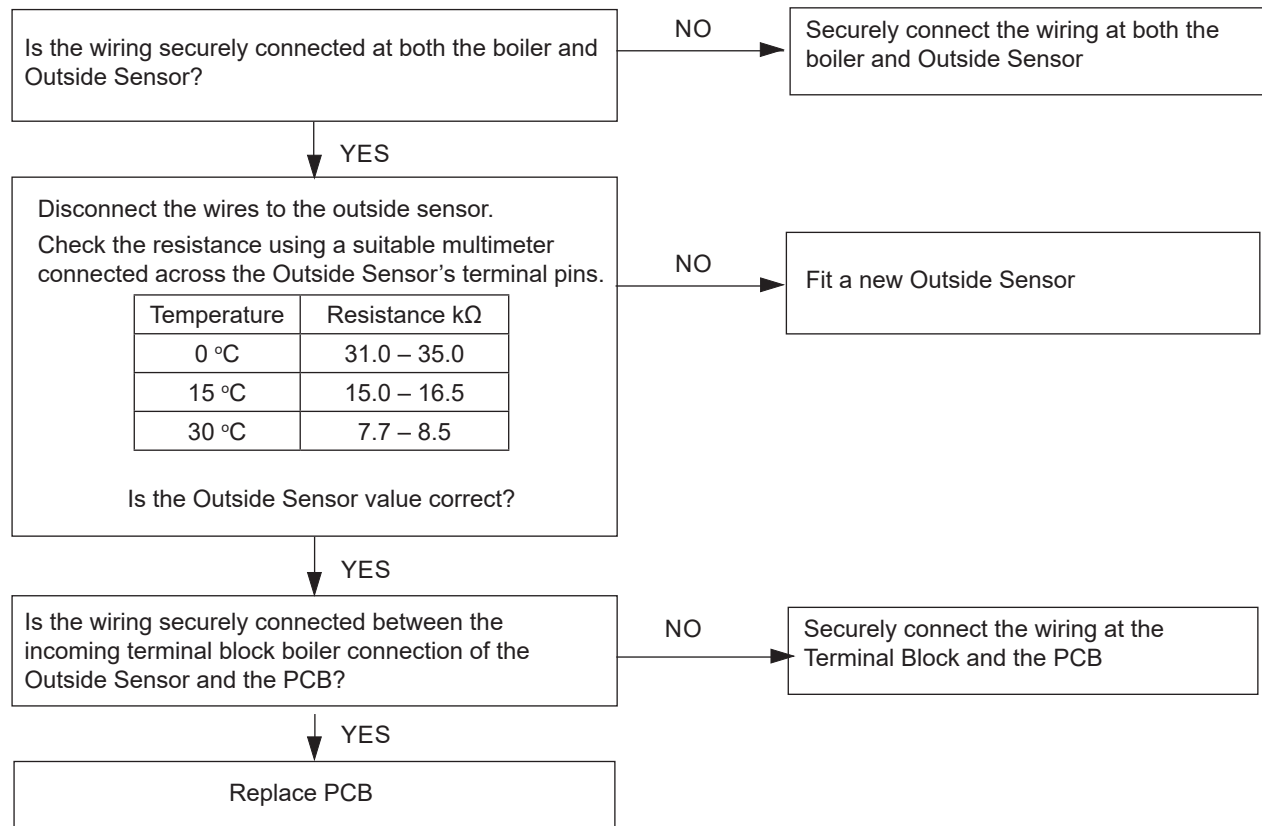 Is the wiring securely connected at both the boiler and
Outside Sensor?
NO
Securely connect the wiring at both the
boiler and Outside Sensor
YES
Disconnect the wires to the outside sensor.
Check the resistance using a suitable multimeter
connected across the Outside Sensor's terminal pins.
NO
Fit a new Outside Sensor
Temperature Resistance kΩ
0 °C 31.0 – 35.0
15 °C 15.0 – 16.5
30 °C 7.7 – 8.5
Is the Outside Sensor value correct?
YES
Is the wiring securely connected between the
incoming terminal block boiler connection of the
Outside Sensor and the PCB?
NO
Securely connect the wiring at the
Terminal Block and the PCB
YES
Replace PCB